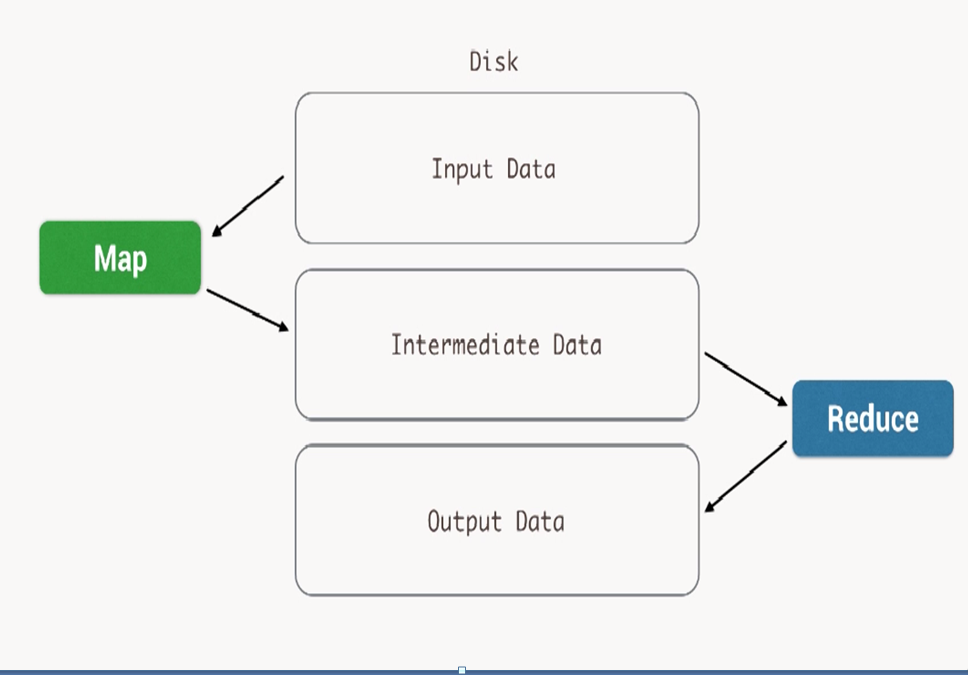 Disk
Input Data
Map
Intermediate Data
Reduce
Output Data